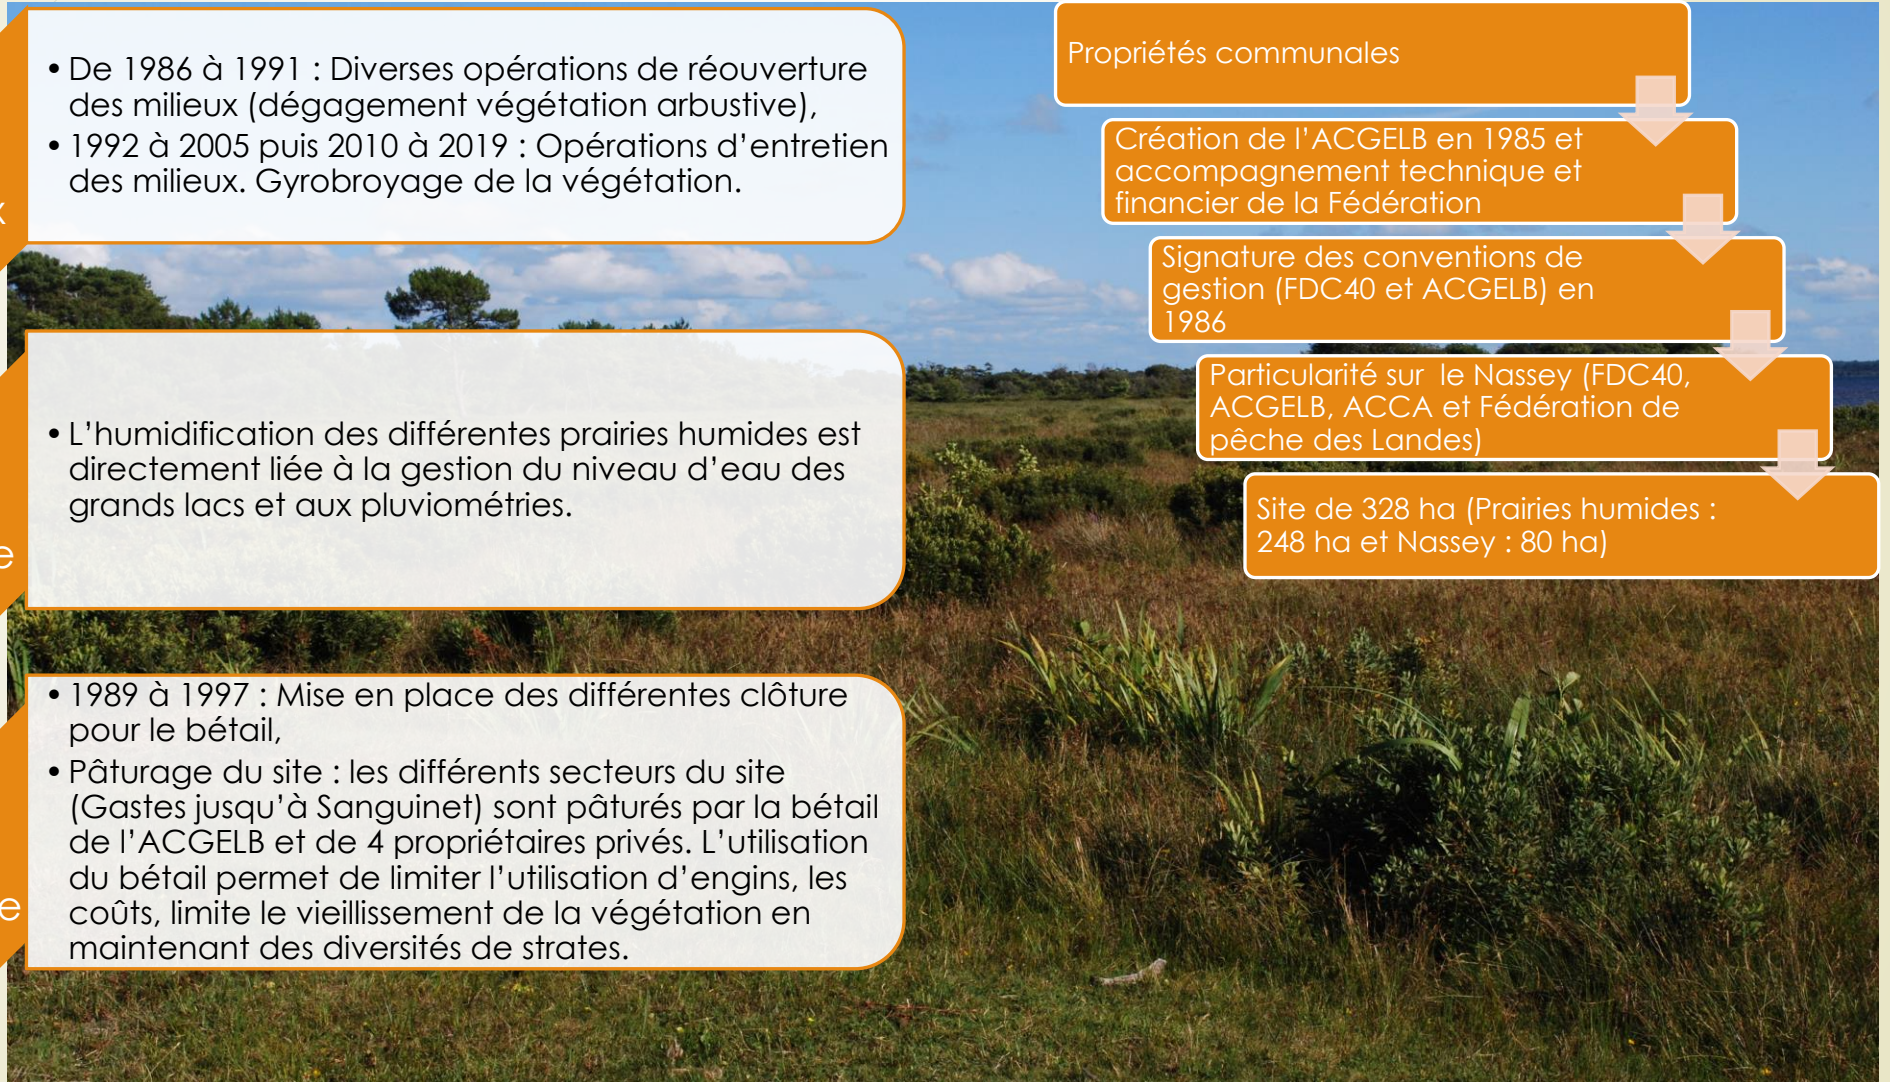 • De 1986 à 1991 : Diverses opérations de réouverture
des milieux (dégagement végétation arbustive),
• 1992 à 2005 puis 2010 à 2019 : Opérations d’entretien
des milieux. Gyrobroyage de la végétation.
x
• L’humidification des différentes prairies humides est
directement liée à la gestion du niveau d’eau des
grands lacs et aux pluviométries.
e
• 1989 à 1997 : Mise en place des différentes clôture
pour le bétail,
• Pâturage du site : les différents secteurs du site
(Gastes jusqu’à Sanguinet) sont pâturés par la bétail
de l’ACGELB et de 4 propriétaires privés. L’utilisation
du bétail permet de limiter l’utilisation d’engins, les
coûts, limite le vieillissement de la végétation en
maintenant des diversités de strates.
e
Propriétés communales
Création de l’ACGELB en 1985 et
accompagnement technique et
financier de la Fédération
Signature des conventions de
gestion (FDC40 et ACGELB) en
1986
Particularité sur le Nassey (FDC40,
ACGELB, ACCA et Fédération de
pêche des Landes)
Site de 328 ha (Prairies humides :
248 ha et Nassey : 80 ha)